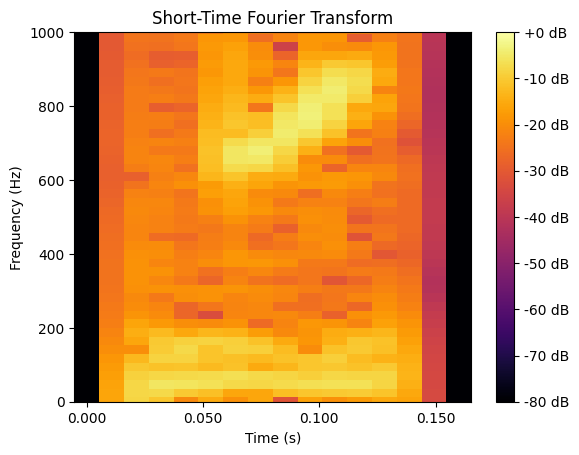 Short-Time Fourier Transform
1000
800
600
400
200
0
Frequency (Hz)
0.000
0.050
0.100
0.150
Time (s)
+0 dB
-10 dB
-20 dB
-30 dB
-40 dB
-50 dB
-60 dB
-70 dB
-80 dB